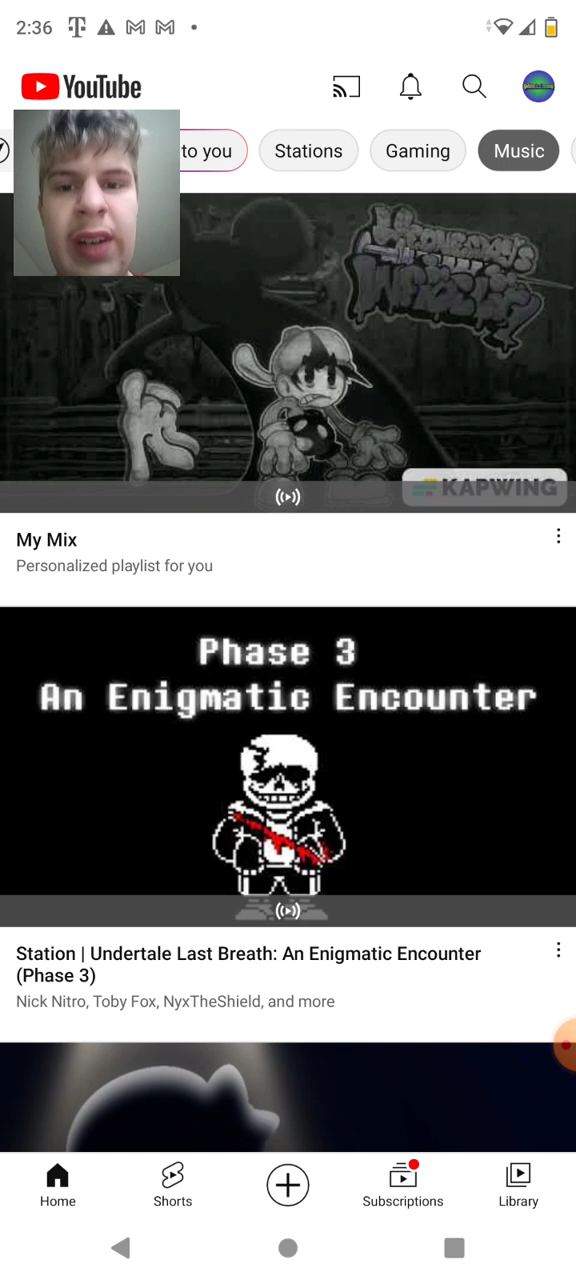 2:36
YouTube
to you
Stations
Gaming
Music
WEDNESDAY'S
INFIDELITY
KAPWING
My Mix
Personalized playlist for you
Phase 3
An Enigmatic Encounter
Station | Undertale Last Breath: An Enigmatic Encounter
(Phase 3)
Nick Nitro, Toby Fox, NyxTheShield, and more
Home
Shorts
Subscriptions
Library